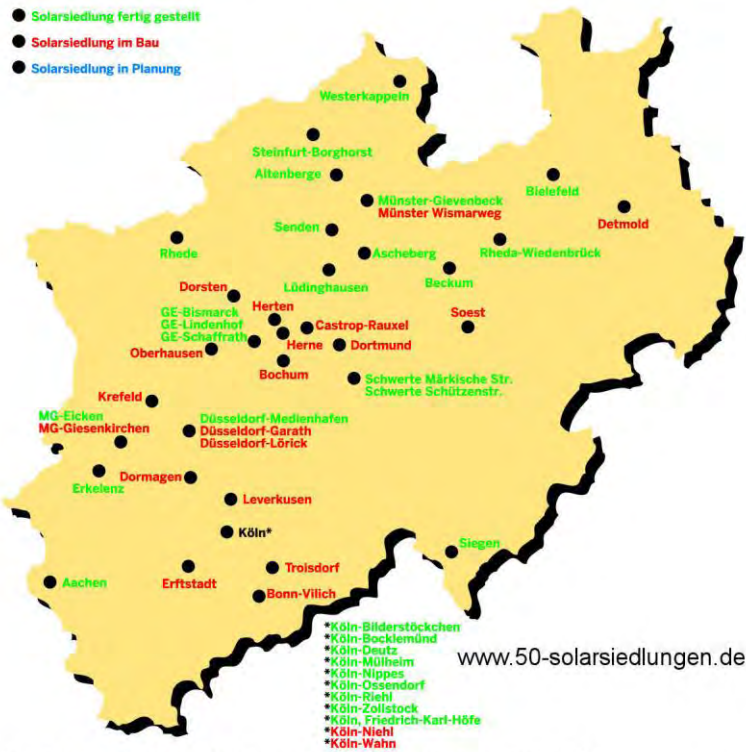 Solarsiedlung fertig gestellt
Solarsiedlung im Bau
Solarsiedlung in Planung
Westerkappeln
Steinfurt-Borghorst
Altenberge
Bielefeld
Münster-Gievenbeck
Münster Wismarweg
Detmold
Senden
Rhede
Ascheberg
Rheda-Wiedenbrück
Lüdinghausen
Beckum
Dorsten
Herten
GE-Bismarck
GE-Lindenhof
GE-Schaffrath
Castrop-Rauxel
Soest
Herne
Dortmund
Oberhausen
Bochum
Schwerte Märkische Str.
Schwerte Schützenstr.
Krefeld
MG-Eicken
MG-Giesenkirchen
Düsseldorf-Medienhafen
Düsseldorf-Garath
Düsseldorf-Lörick
Erkelenz
Dormagen
Leverkusen
Köln*
Siegen
Aachen
Erftstadt
Troisdorf
Bonn-Vilich
*Köln-Bilderstöckchen
*Köln-Bocklemünd
*Köln-Deutz
*Köln-Mülheim
*Köln-Nippes
*Köln-Ossendorf
*Köln-Riehl
*Köln-Zollstock
*Köln, Friedrich-Karl-Höfe
*Köln-Niehl
*Köln-Wahn
www.50-solarsiedlungen.de